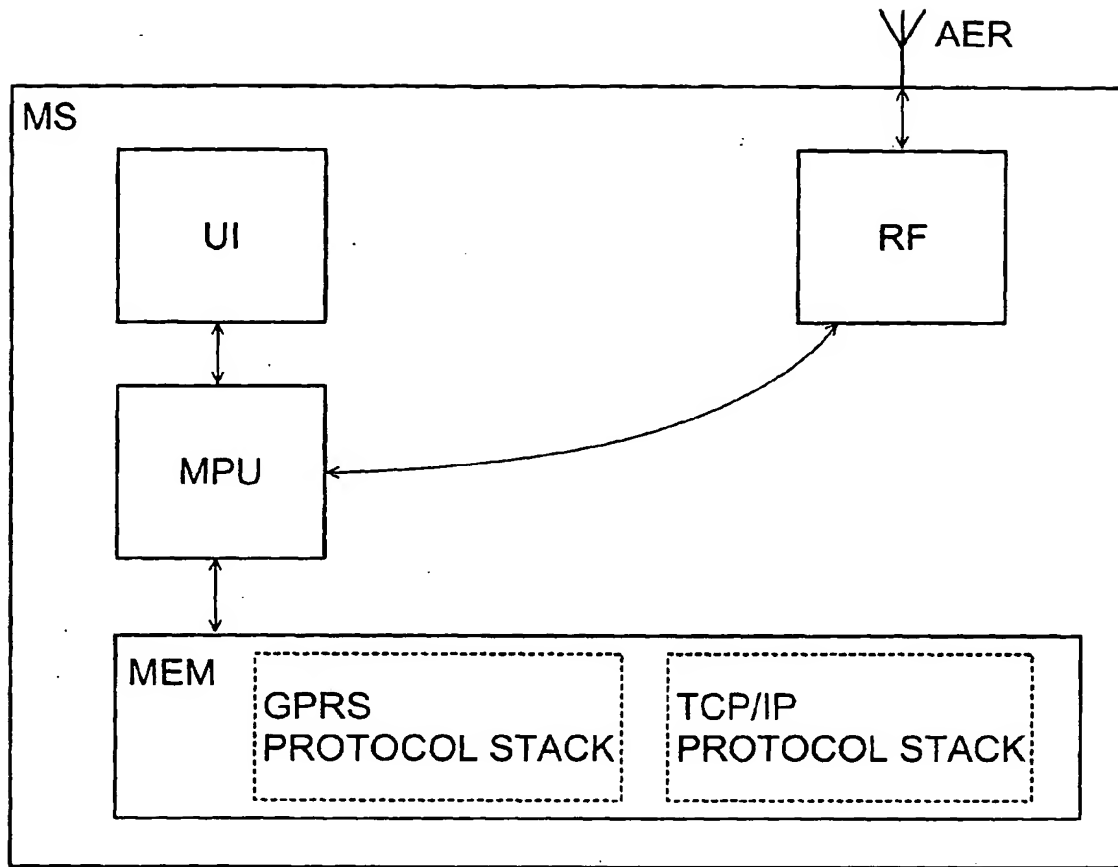 AER
MS
UI
RF
MPU
MEM
GPRS
PROTOCOL STACK
TCP/IP
PROTOCOL STACK